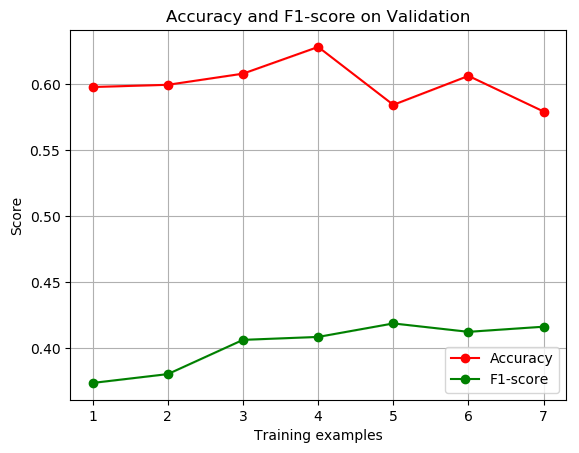 Accuracy and F1-score on Validation
0.60
0.55
0.50
0.45
0.40
Score
1 2 3 4 5 6 7
Training examples
Accuracy
F1-score